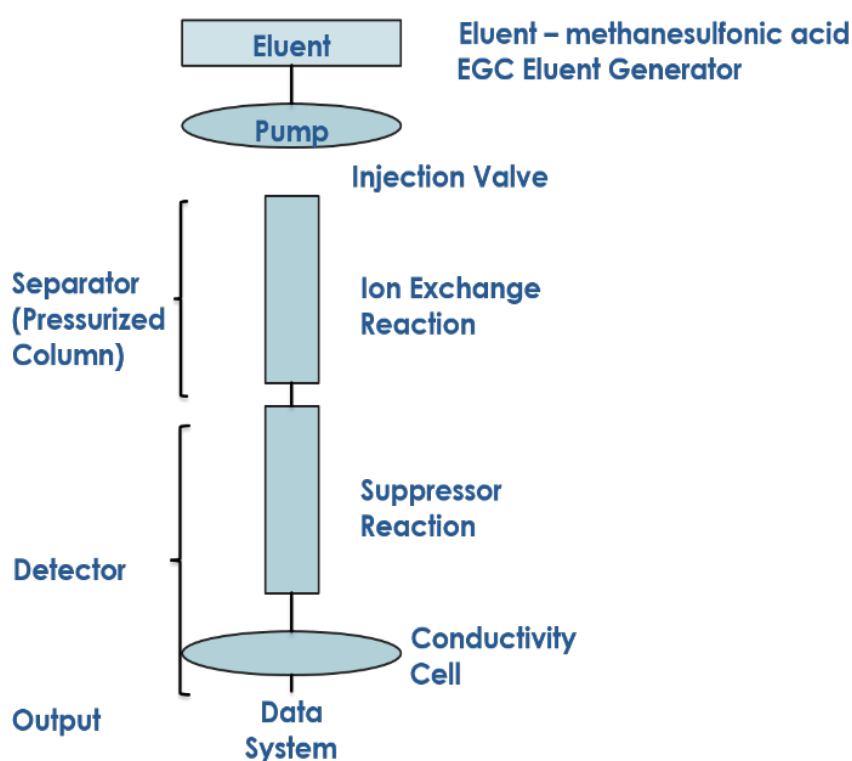 Eluent
Eluent – methanesulfonic acid
EGC Eluent Generator
Pump
Injection Valve
Separator
(Pressurized
Column)
Ion Exchange
Reaction
Suppressor
Reaction
Detector
Conductivity
Cell
Output
Data
System